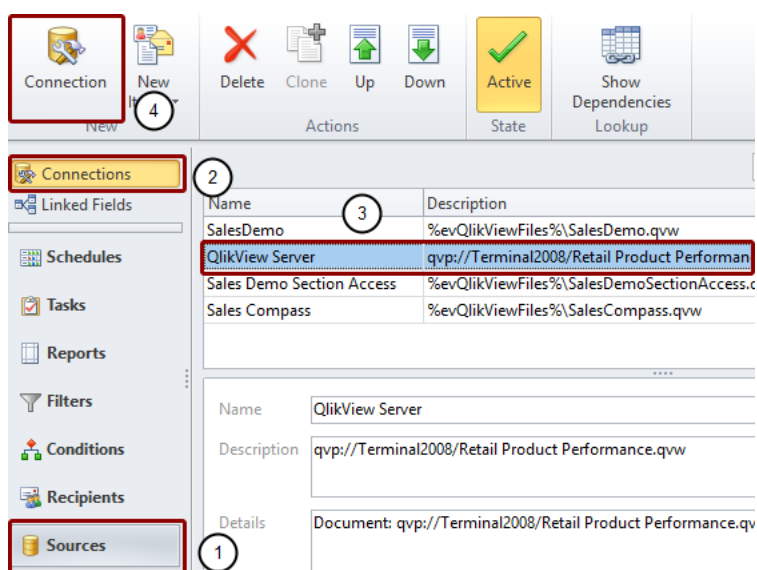 Connection
New
It
Delete
Clone
Up
Down
Active
Show
Dependencies
New
Actions
State
Lookup
4
Connections
Linked Fields
Schedules
Tasks
Reports
Filters
Conditions
Recipients
Sources
1
2
3
Name Description
SalesDemo %evQlikViewFiles%\SalesDemo.qvw
QlikView Server qvp://Terminal2008/Retail Product Performan
Sales Demo Section Access %evQlikViewFiles%\SalesDemoSectionAccess.q
Sales Compass %evQlikViewFiles%\SalesCompass.qvw
Name QlikView Server
Description qvp://Terminal2008/Retail Product Performance.qvw
Details Document: qvp://Terminal2008/Retail Product Performance.qv